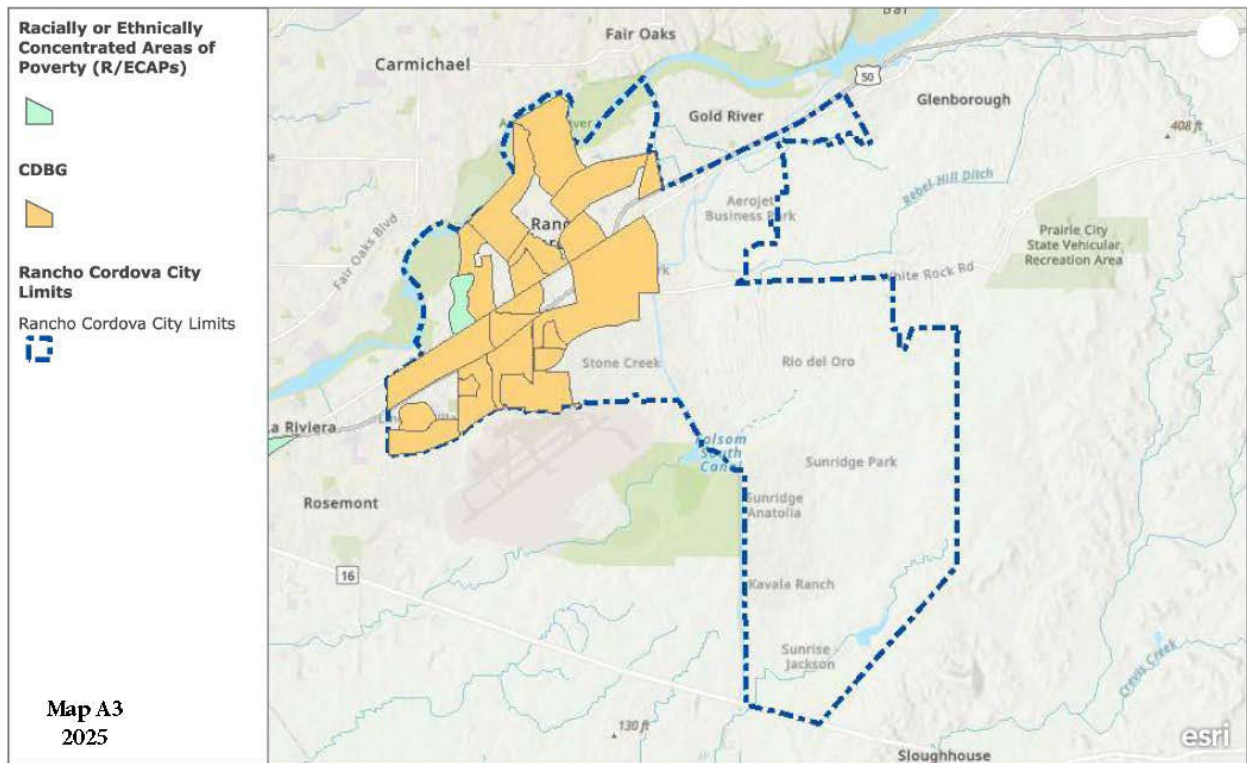 Racially or Ethnically
Concentrated Areas of
Poverty (R/ECAPs)
CDBG
Rancho Cordova City
Limits
Rancho Cordova City Limits
Map A3
2025
Fair Oaks
Carmichael
50
Gold River
Glenborough
408 ft
Rebel Hill Ditch
Aerojet
Business Park
Prairie City
State Vehicular
Recreation Area
Fair Oaks Blvd
White Rock Rd
Stone Creek
Rio del Oro
a Riviera
Folsom
South
Canal
Sunridge Park
Rosemont
Sunridge
Anatolia
16
Kavala Ranch
Sunrise
Jackson
Crevis Creek
130 ft
Sloughhouse
esri